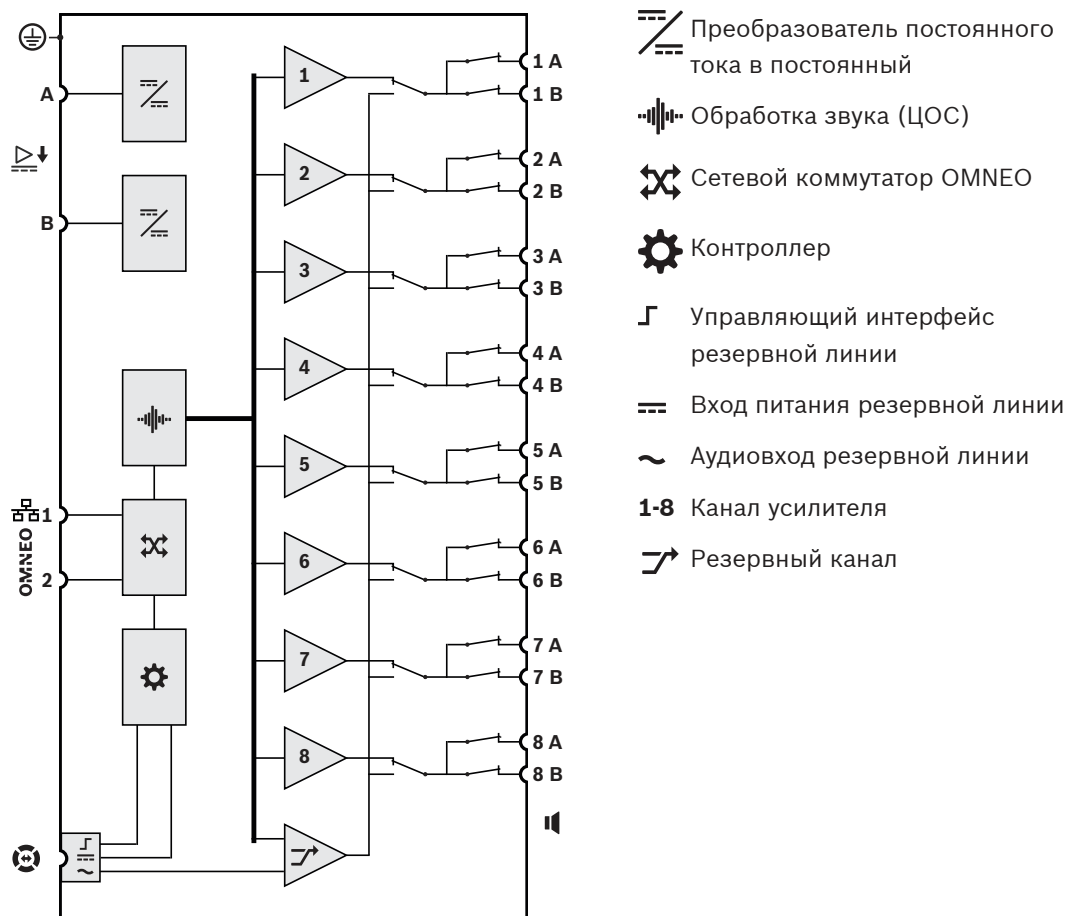 A
B
OMNEO
1
2
1
2
3
4
5
6
7
8
1 A
1 B
2 A
2 B
3 A
3 B
4 A
4 B
5 A
5 B
6 A
6 B
7 A
7 B
8 A
8 B
Преобразователь постоянного
тока в постоянный
Обработка звука (ЦОС)
Сетевой коммутатор OMNEO
Контроллер
Управляющий интерфейс
резервной линии
Вход питания резервной линии
Аудиовход резервной линии
1-8 Канал усилителя
Резервный канал